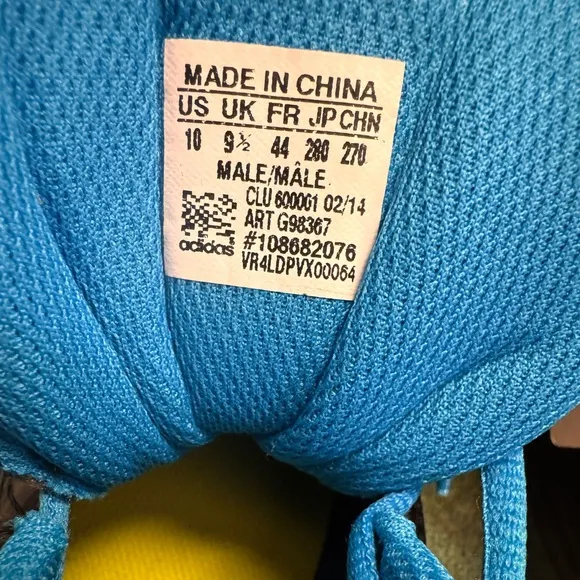 MADE IN CHINA
US UK FR JP CHN
10 9½ 44 280 270
MALE/MÂLE
CLU 600001 02/14
ART G98367
#108682076
VR4LDPVX00064
adidas